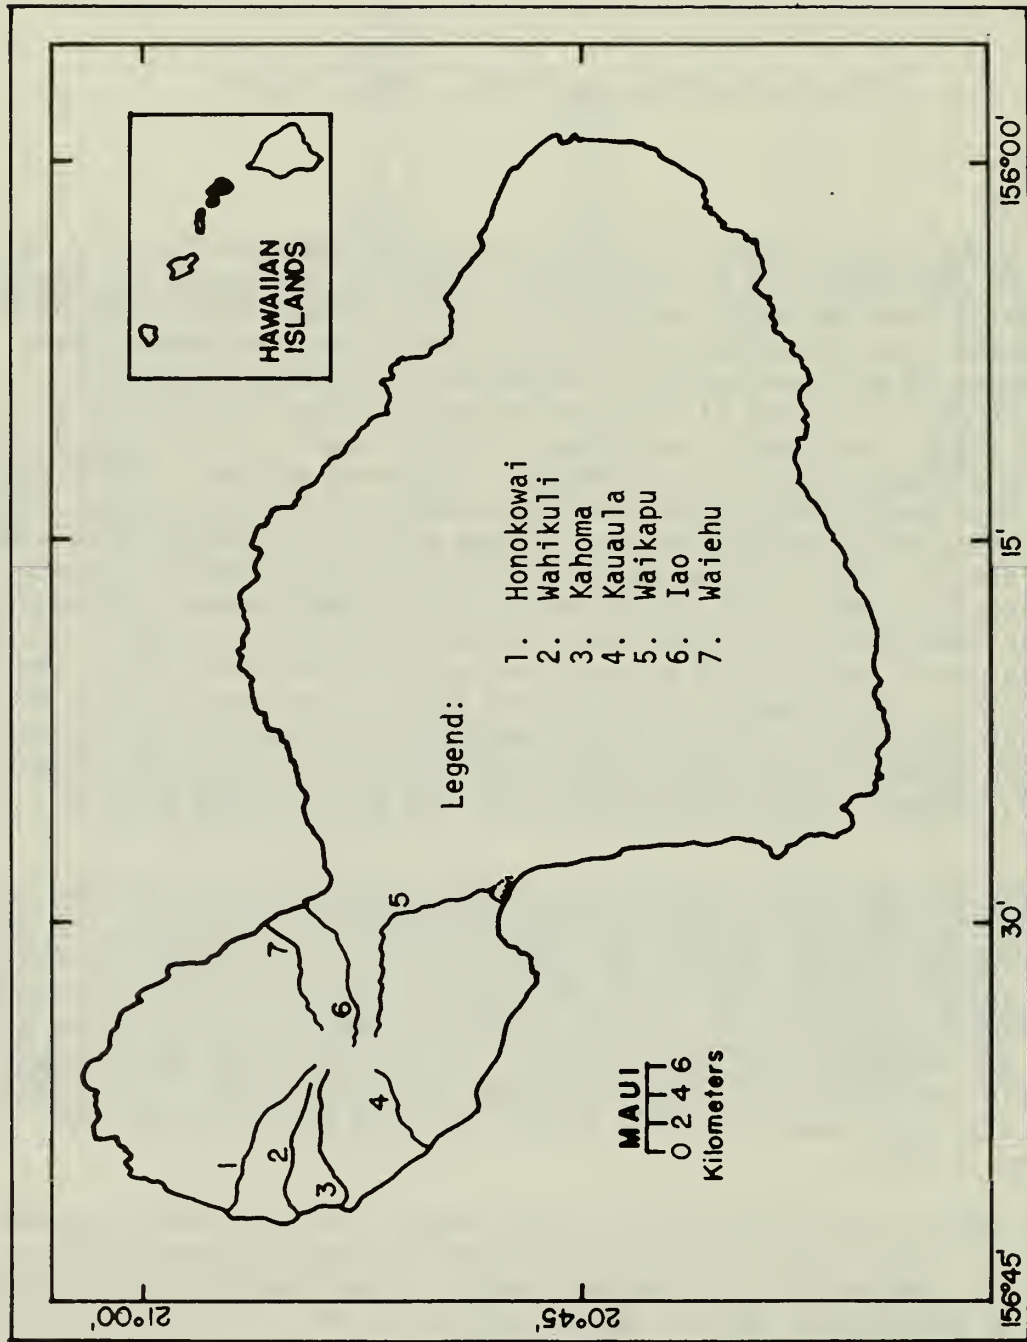 HAWAIIAN
ISLANDS
1
2
3
4
5
6
7
Legend:
1. Honokowai
2. Wahikuli
3. Kahoma
4. Kauaula
5. Waikapu
6. Iao
7. Waiehu
MAUI
0 2 4 6
Kilometers
21°00'
20°45'
156°45'
30'
15'
156°00'